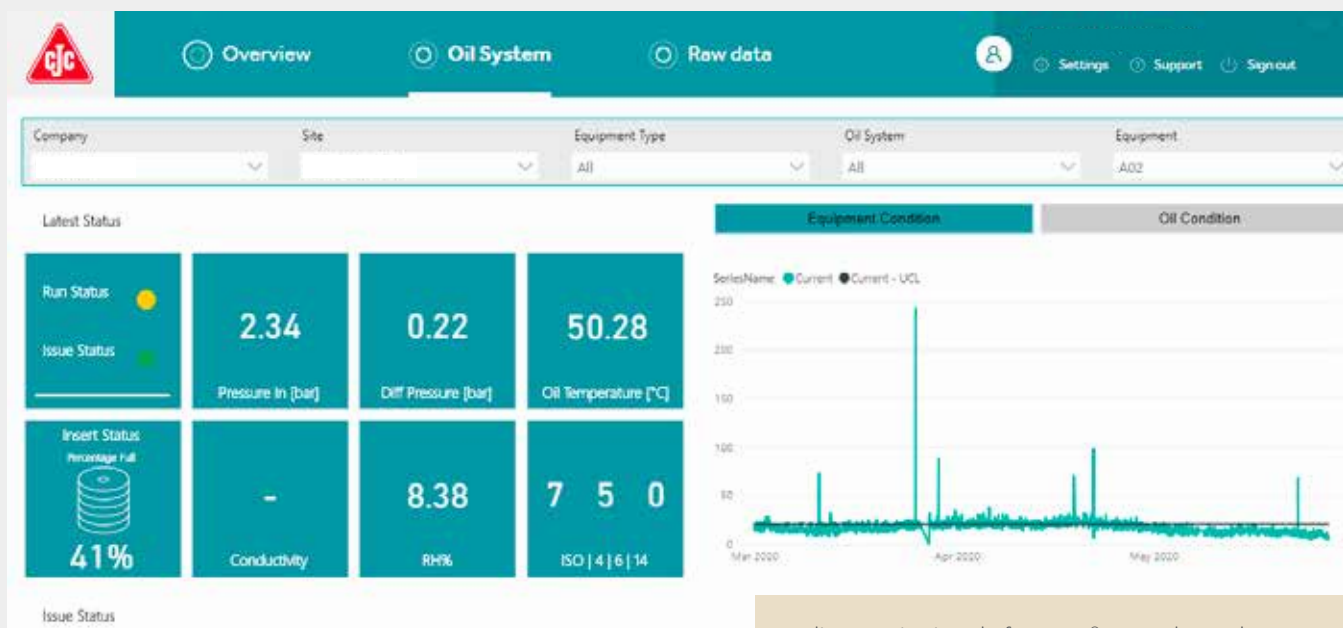 cjc
Overview
Oil System
Raw data
Settings
Support
Sign out
Company
Site
Equipment Type
Oil System
Equipment
All
All
A02
Latest Status
Equipment Condition
Oil Condition
Run Status
Issue Status
2.34
Pressure In [bar]
0.22
Diff Pressure [bar]
50.28
Oil Temperature [°C]
Insert Status
Percentage Full
41%
-
Conductivity
8.38
RH%
7 5 0
ISO | 4 | 6 | 14
SeriesName Current Current - UCL
250
200
150
100
50
0
Mar 2020
Apr 2020
May 2020
Issue Status